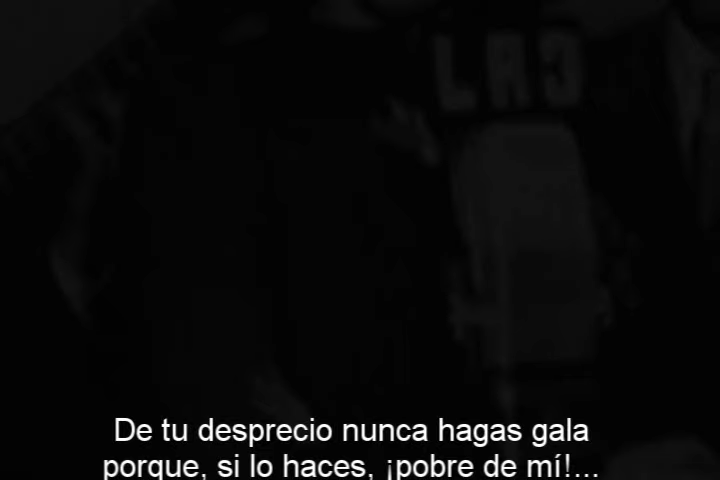 De tu desprecio nunca hagas gala
porque, si lo haces, ¡pobre de mí!...